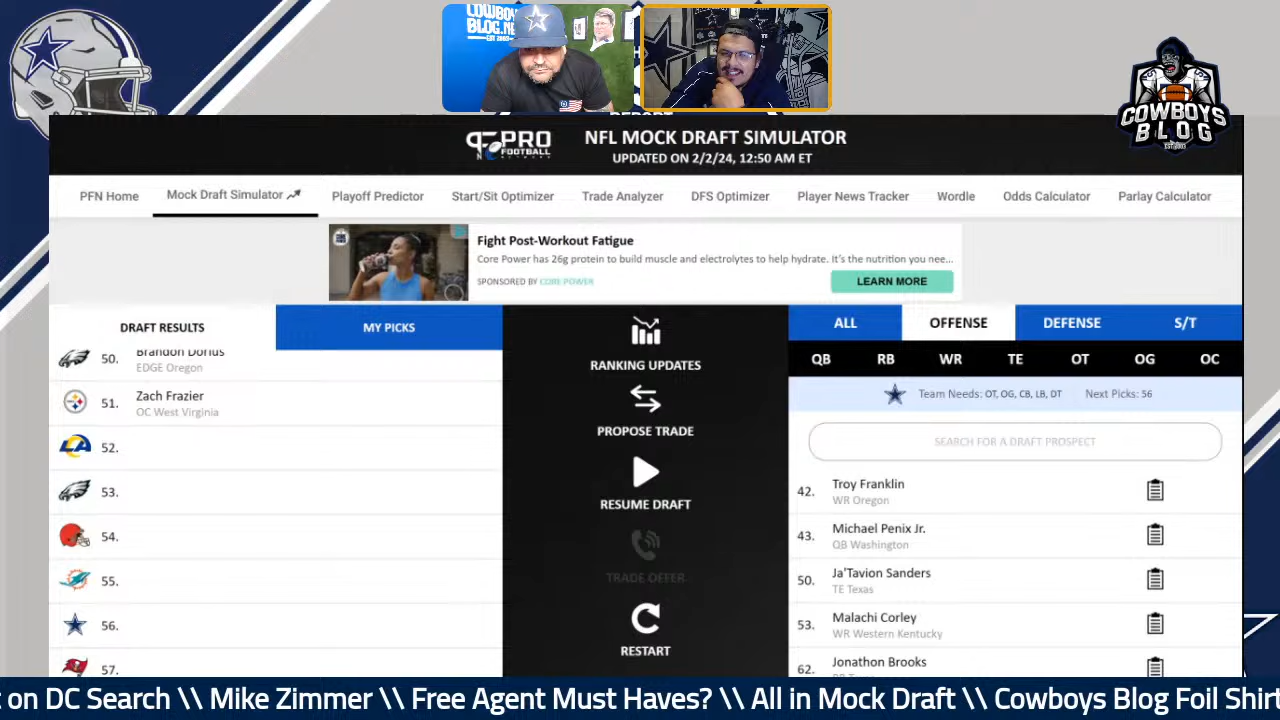 COWBOYS
BLOG.NE
EST 2003
REPORT
COWBOYS
BLOG
PRO
FOOTBALL
NETWORK
NFL MOCK DRAFT SIMULATOR
UPDATED ON 2/2/24, 12:50 AM ET
PFN Home
Mock Draft Simulator
Playoff Predictor
Start/Sit Optimizer
Trade Analyzer
DFS Optimizer
Player News Tracker
Wordle
Odds Calculator
Parlay Calculator
Fight Post-Workout Fatigue
Core Power has 26g protein to build muscle and electrolytes to help hydrate. It's the nutrition you nee...
SPONSORED BY CORE POWER
LEARN MORE
DRAFT RESULTS
MY PICKS
50. Brandon Dorlus
EDGE Oregon
51. Zach Frazier
OC West Virginia
52.
53.
54.
55.
56.
57.
RANKING UPDATES
PROPOSE TRADE
RESUME DRAFT
TRADE OFFER
RESTART
ALL
OFFENSE
DEFENSE
S/T
QB
RB
WR
TE
OT
OG
OC
Team Needs: OT, OG, CB, LB, DT
Next Picks: 56
SEARCH FOR A DRAFT PROSPECT
42. Troy Franklin
WR Oregon
43. Michael Penix Jr.
QB Washington
50. Ja'Tavion Sanders
TE Texas
53. Malachi Corley
WR Western Kentucky
62. Jonathon Brooks
t on DC Search \\ Mike Zimmer \\ Free Agent Must Haves? \\ All in Mock Draft \\ Cowboys Blog Foil Shirt